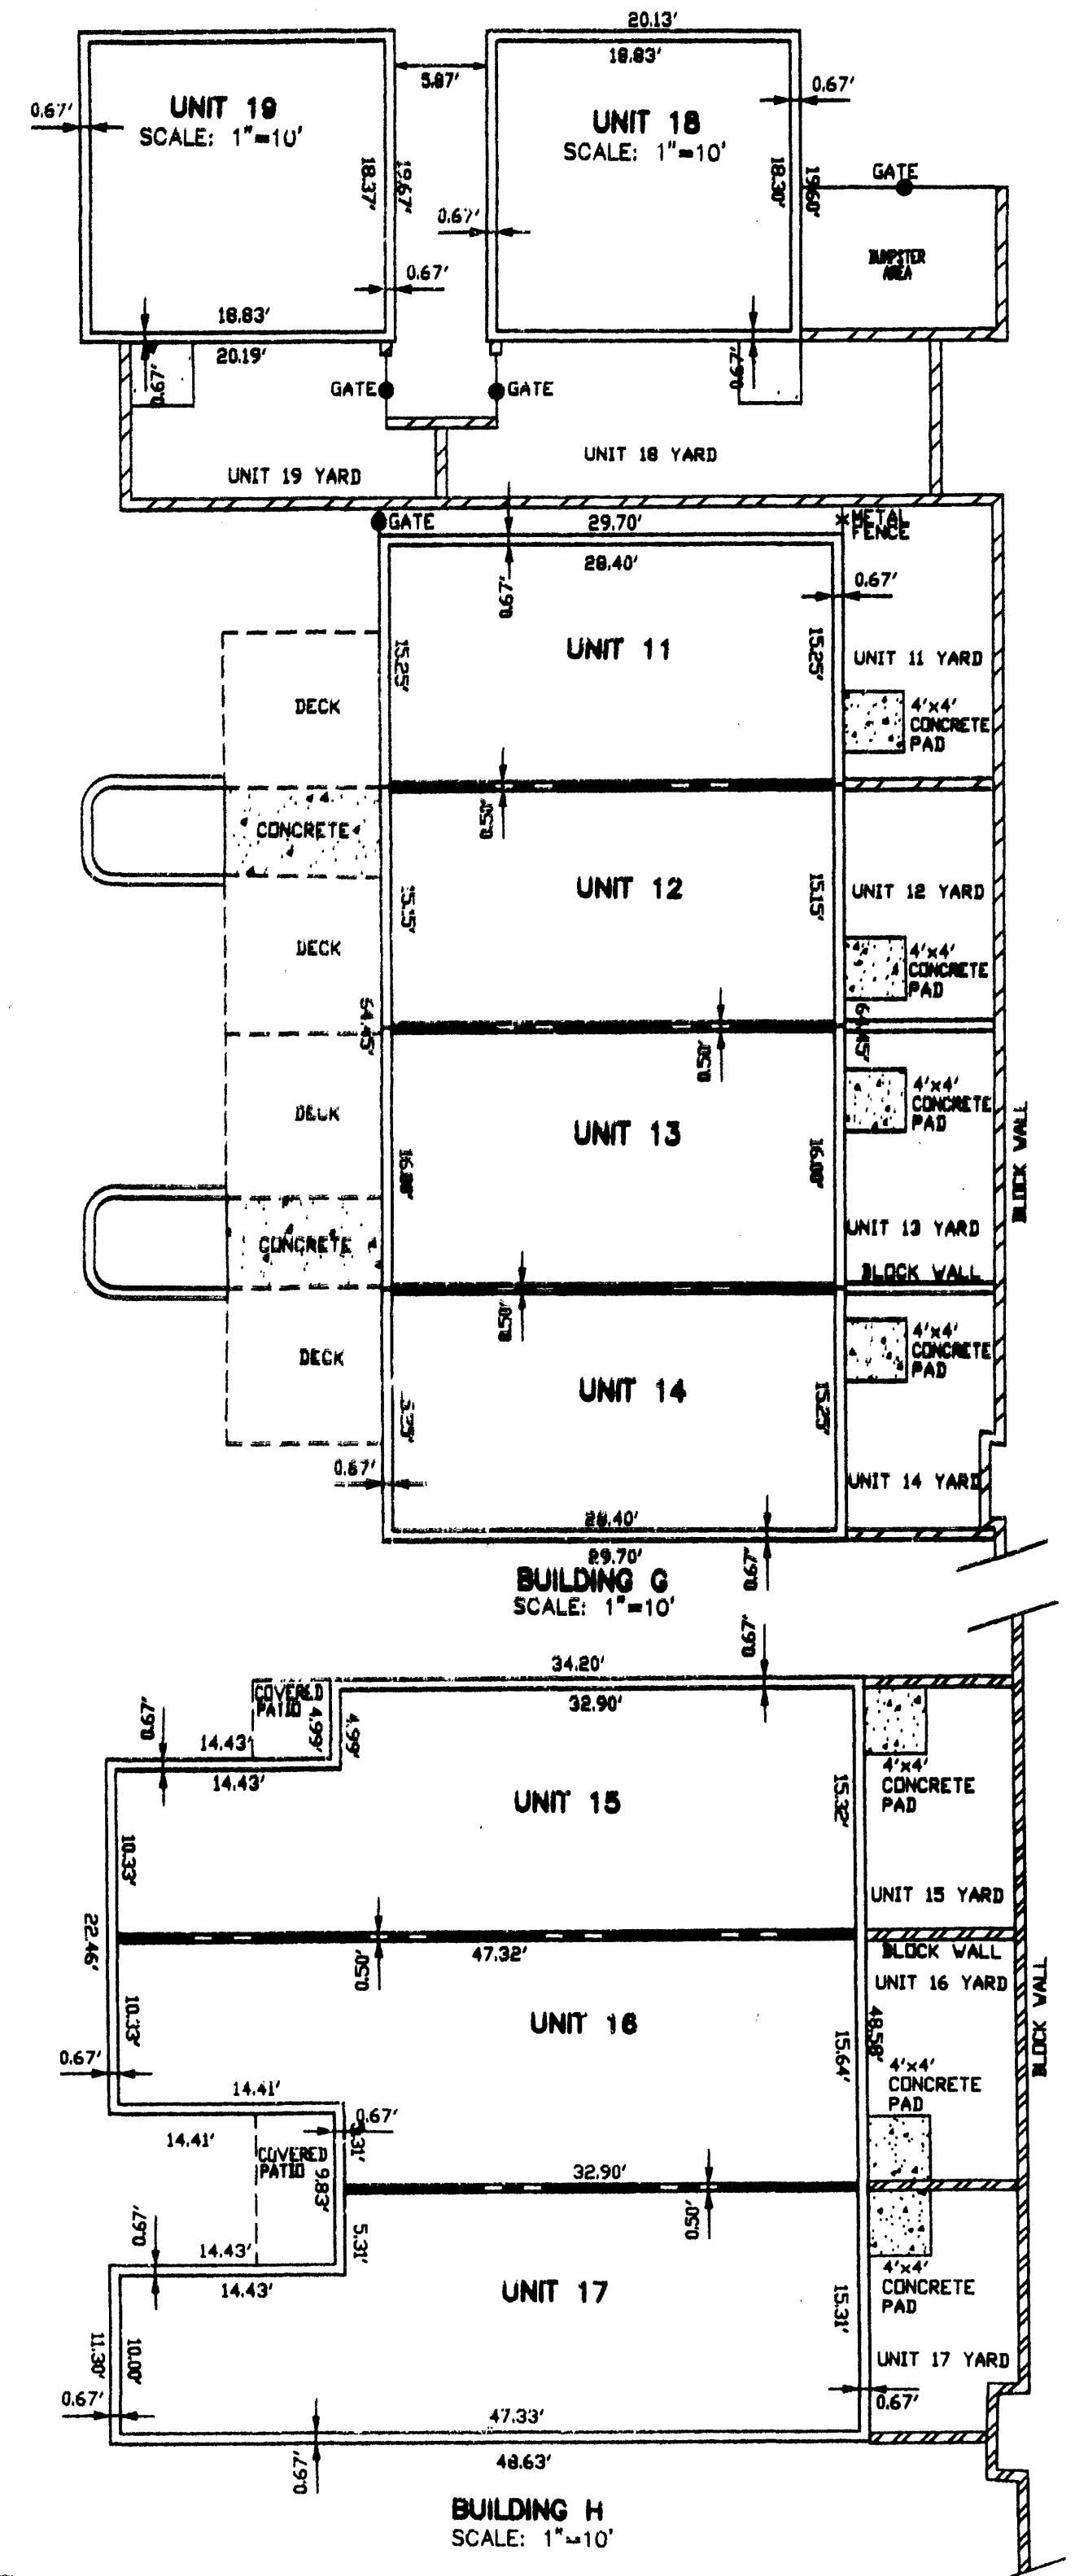 20.13'
18.83'
5.87'
0.67'
0.67'
UNIT 19
SCALE: 1"=10'
UNIT 18
SCALE: 1"=10'
18.37'
19.67'
18.30'
19.60'
GATE
0.67'
0.67'
DUMPSTER
AREA
18.83'
20.19'
0.67'
0.67'
GATE
GATE
UNIT 19 YARD
UNIT 18 YARD
GATE
29.70'
METAL
FENCE
28.40'
0.67'
0.67'
UNIT 11
15.25'
15.25'
UNIT 11 YARD
DECK
4'x4'
CONCRETE
PAD
0.50'
CONCRETE
UNIT 12
15.15'
15.15'
UNIT 12 YARD
DECK
4'x4'
CONCRETE
PAD
64.45'
64.45'
0.50'
DECK
4'x4'
CONCRETE
PAD
UNIT 13
16.00'
BLOCK WALL
UNIT 13 YARD
CONCRETE
BLOCK WALL
0.50'
DECK
4'x4'
CONCRETE
PAD
UNIT 14
15.25'
0.67'
UNIT 14 YARD
28.40'
29.70'
0.67'
BUILDING G
SCALE: 1"=10'
0.67'
34.20'
32.90'
COVERED
PATIO
4.99'
4.99'
0.67'
14.43'
14.43'
UNIT 15
15.32'
4'x4'
CONCRETE
PAD
10.33'
UNIT 15 YARD
22.46'
47.32'
0.50'
BLOCK WALL
UNIT 16 YARD
BLOCK WALL
10.33'
UNIT 16
15.64'
48.58'
0.67'
4'x4'
CONCRETE
PAD
14.41'
0.67'
14.41'
COVERED
PATIO
5.31'
9.83'
32.90'
0.50'
0.67'
14.43'
14.43'
5.31'
UNIT 17
15.31'
4'x4'
CONCRETE
PAD
11.30'
10.00'
UNIT 17 YARD
0.67'
0.67'
47.33'
48.63'
0.67'
BUILDING H
SCALE: 1"=10'